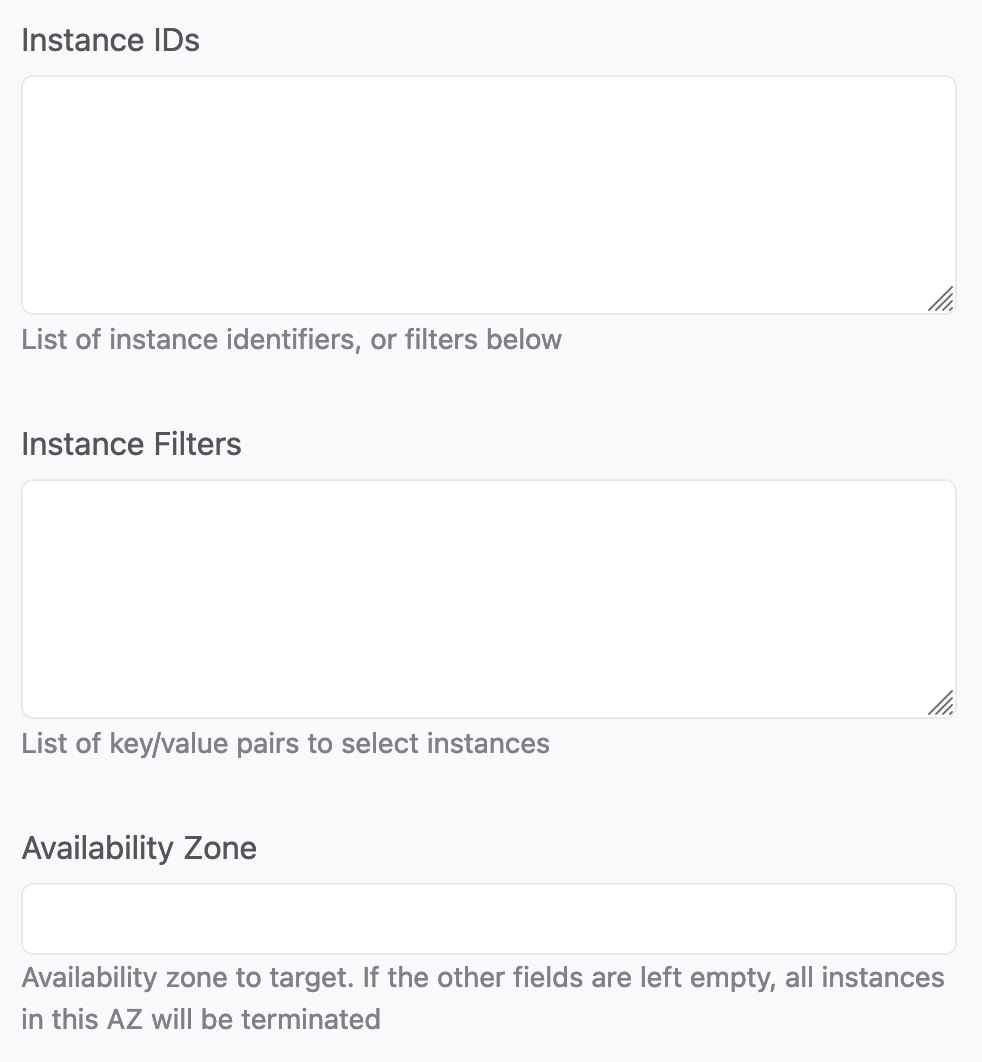 Instance IDs
List of instance identifiers, or filters below
Instance Filters
List of key/value pairs to select instances
Availability Zone
Availability zone to target. If the other fields are left empty, all instances
in this AZ will be terminated